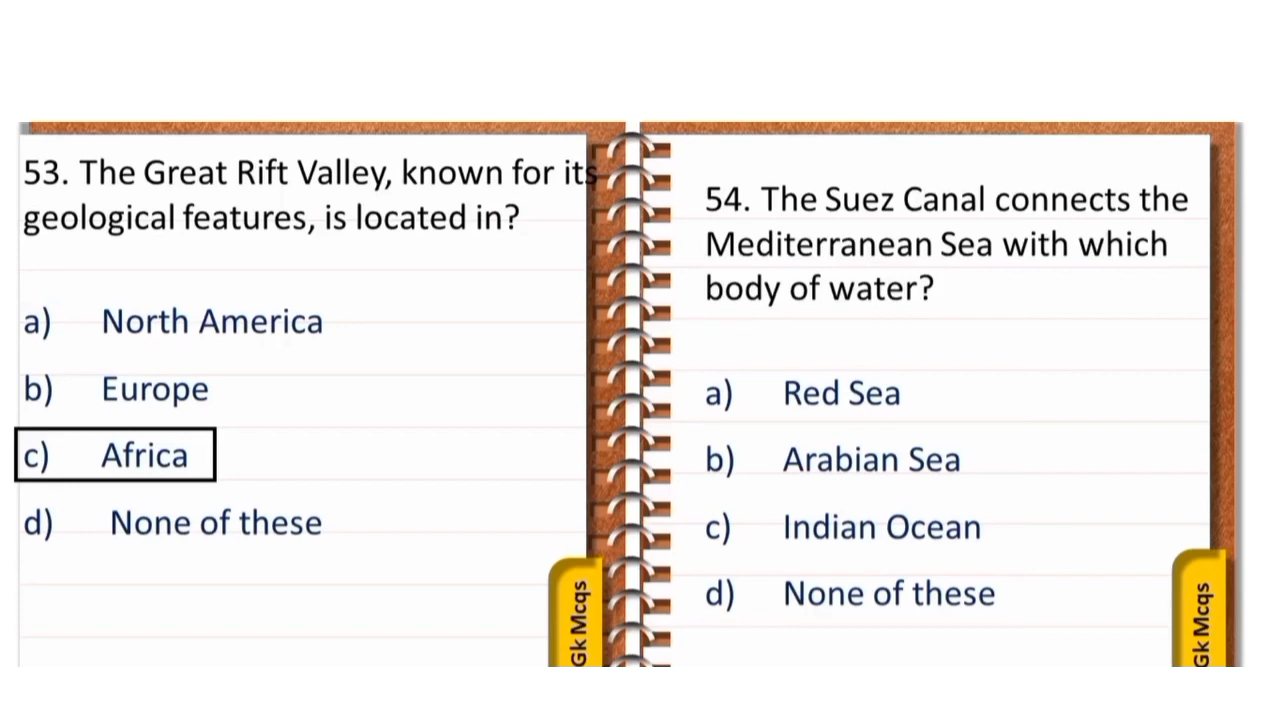 53. The Great Rift Valley, known for its
geological features, is located in?
a) North America
b) Europe
c) Africa
d) None of these
Gk Mcqs
54. The Suez Canal connects the
Mediterranean Sea with which
body of water?
a) Red Sea
b) Arabian Sea
c) Indian Ocean
d) None of these
Gk Mcqs